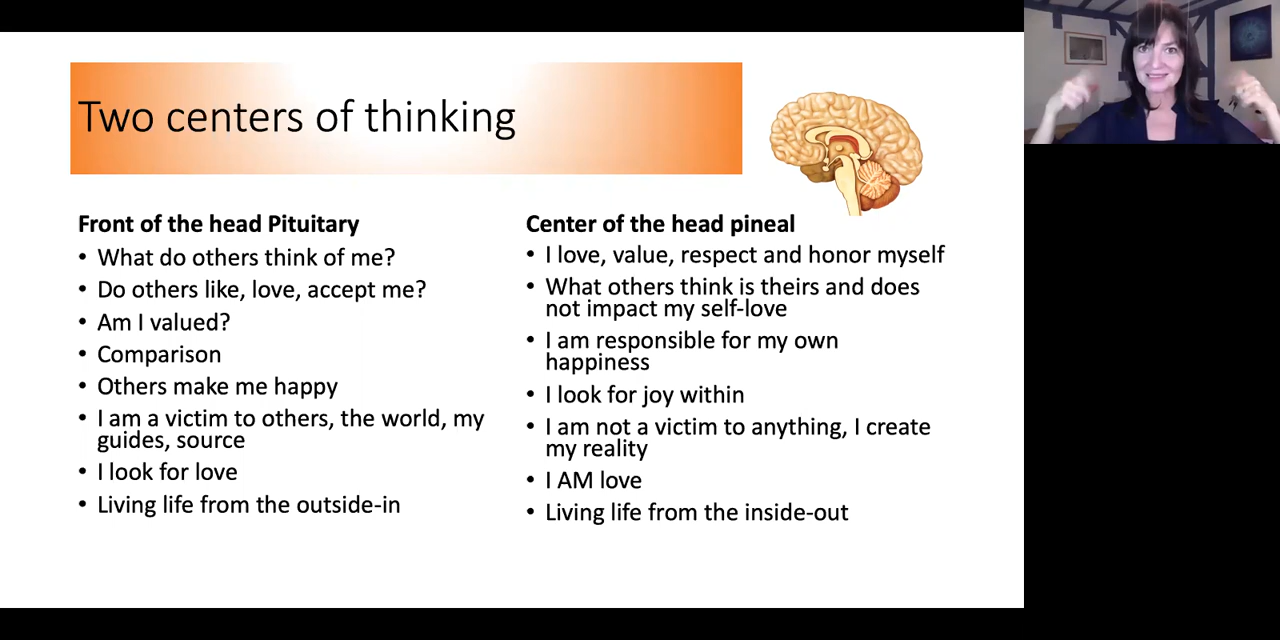 Two centers of thinking
Front of the head Pituitary
• What do others think of me?
• Do others like, love, accept me?
• Am I valued?
• Comparison
• Others make me happy
• I am a victim to others, the world, my
guides, source
• I look for love
• Living life from the outside-in
Center of the head pineal
• I love, value, respect and honor myself
• What others think is theirs and does
not impact my self-love
• I am responsible for my own
happiness
• I look for joy within
• I am not a victim to anything, I create
my reality
• I AM love
• Living life from the inside-out